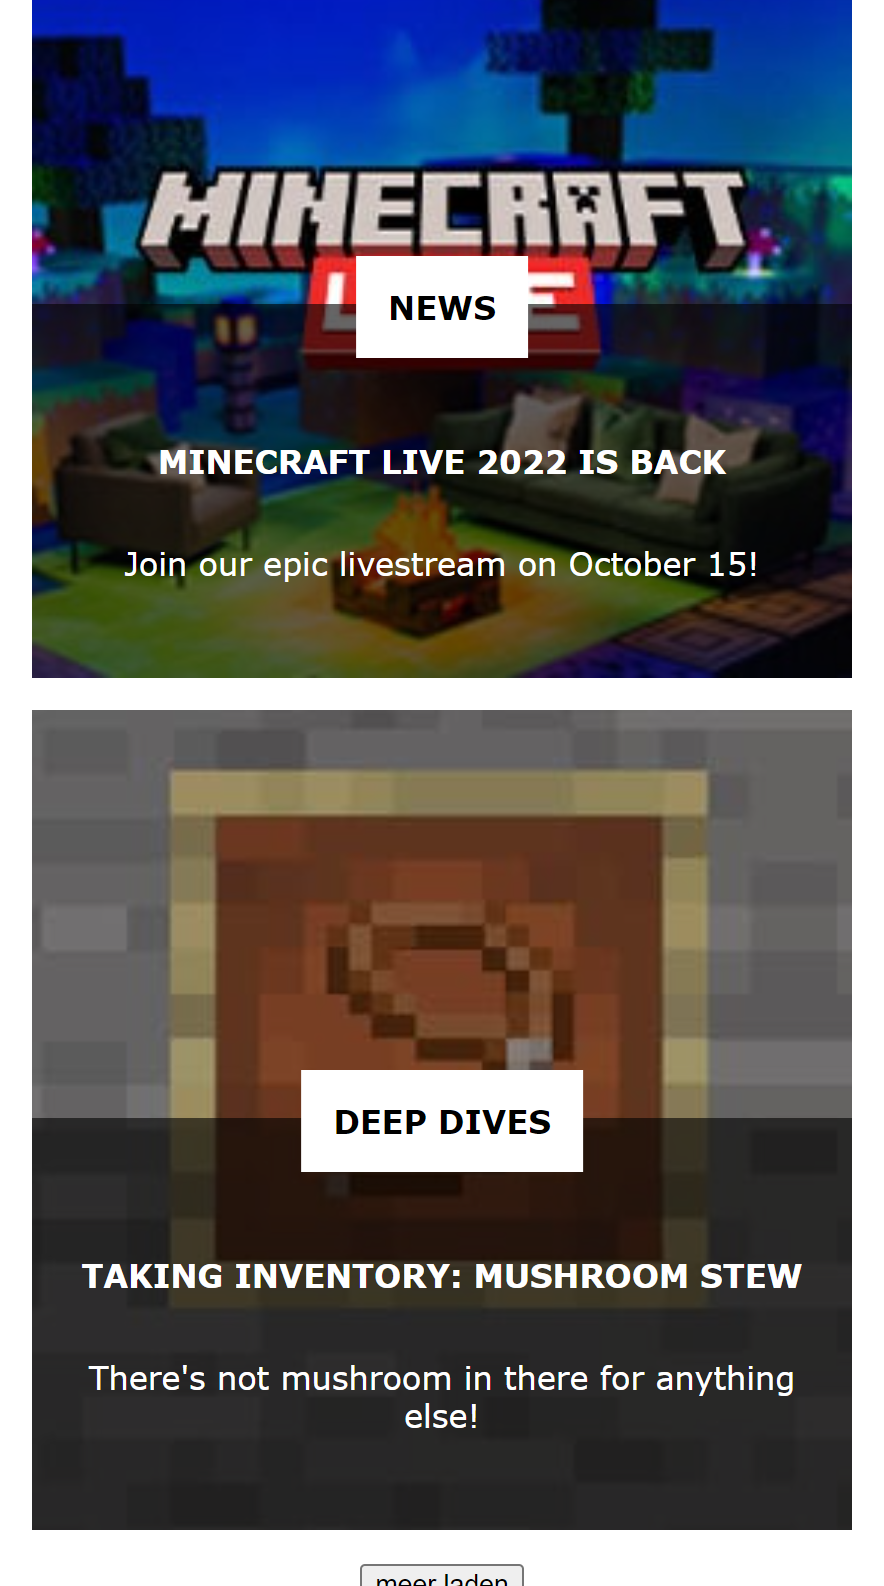 MINECRAFT
NEWS
MINECRAFT LIVE 2022 IS BACK
Join our epic livestream on October 15!
DEEP DIVES
TAKING INVENTORY: MUSHROOM STEW
There's not mushroom in there for anything
else!
meer laden